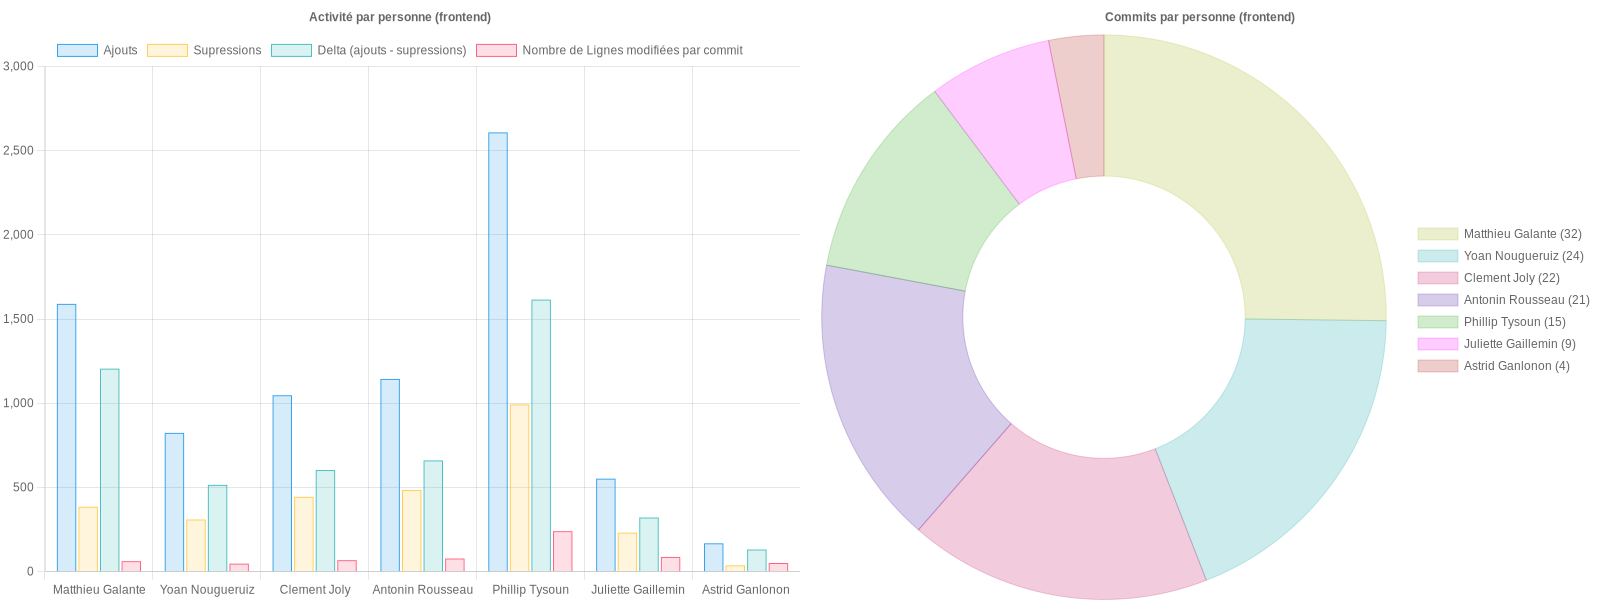 Activité par personne (frontend)
Ajouts Supressions Delta (ajouts - supressions) Nombre de Lignes modifiées par commit
3,000
2,500
2,000
1,500
1,000
500
0
Matthieu Galante Yoan Nougueruiz Clement Joly Antonin Rousseau Phillip Tysoun Juliette Gaillemin Astrid Ganlonon
Commits par personne (frontend)
Matthieu Galante (32)
Yoan Nougueruiz (24)
Clement Joly (22)
Antonin Rousseau (21)
Phillip Tysoun (15)
Juliette Gaillemin (9)
Astrid Ganlonon (4)